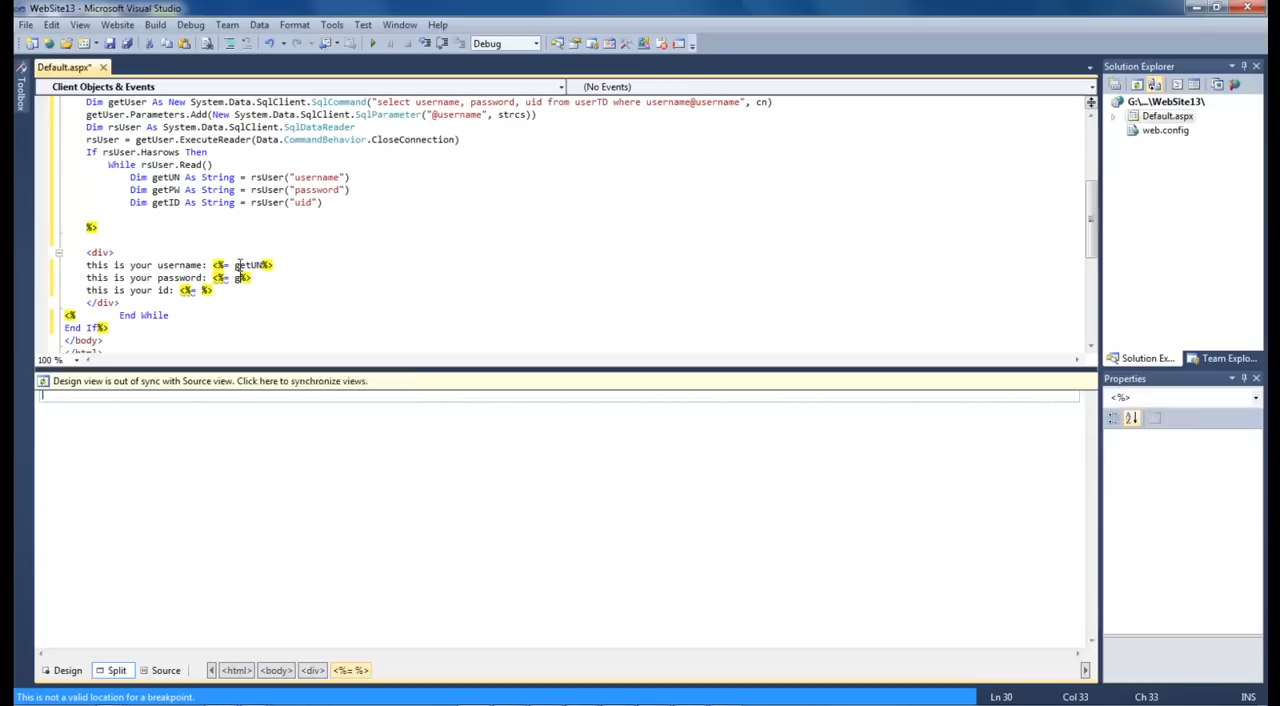 WebSite13 - Microsoft Visual Studio
File Edit View Website Build Debug Team Data Format Tools Test Window Help
Debug
Default.aspx*
Toolbox
Client Objects & Events
(No Events)
Dim getUser As New System.Data.SqlClient.SqlCommand("select username, password, uid from userTD where username@username", cn)
getUser.Parameters.Add(New System.Data.SqlClient.SqlParameter("@username", strcs))
Dim rsUser As System.Data.SqlClient.SqlDataReader
rsUser = getUser.ExecuteReader(Data.CommandBehavior.CloseConnection)
If rsUser.Hasrows Then
While rsUser.Read()
Dim getUN As String = rsUser("username")
Dim getPW As String = rsUser("password")
Dim getID As String = rsUser("uid")
%>
<div>
this is your username: <%= getUN%>
this is your password: <%= g%>
this is your id: <%= %>
</div>
<% End While
End If%>
</body>
</html>
100 %
Design view is out of sync with Source view. Click here to synchronize views.
Design Split Source <html> <body> <div> <%= %>
This is not a valid location for a breakpoint. Ln 30 Col 33 Ch 33 INS
Solution Explorer
G:\...\WebSite13\
Default.aspx
web.config
Solution Ex... Team Explo...
Properties
<%>